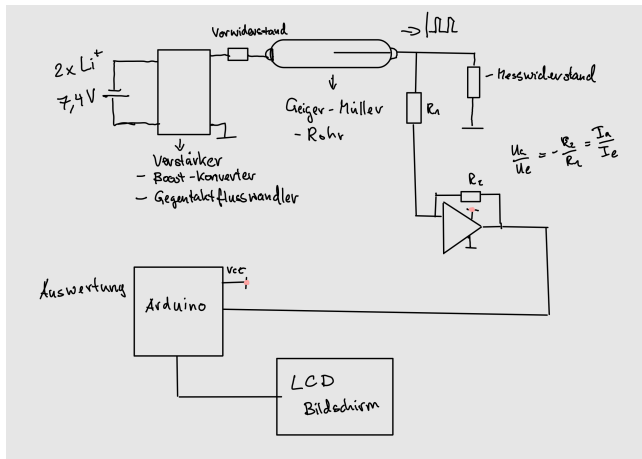 Vorwiderstand
2x Li⁺
7,4V
Verstärker
- Boost-Konverter
- Gegentaktflusswandler
Geiger-Müller
- Rohr
- Messwiderstand
R₁
R₂
Ua/Ue = - R₂/R₁ = Ia/Ie
Auswertung
Arduino
Vcc
LCD
Bildschirm